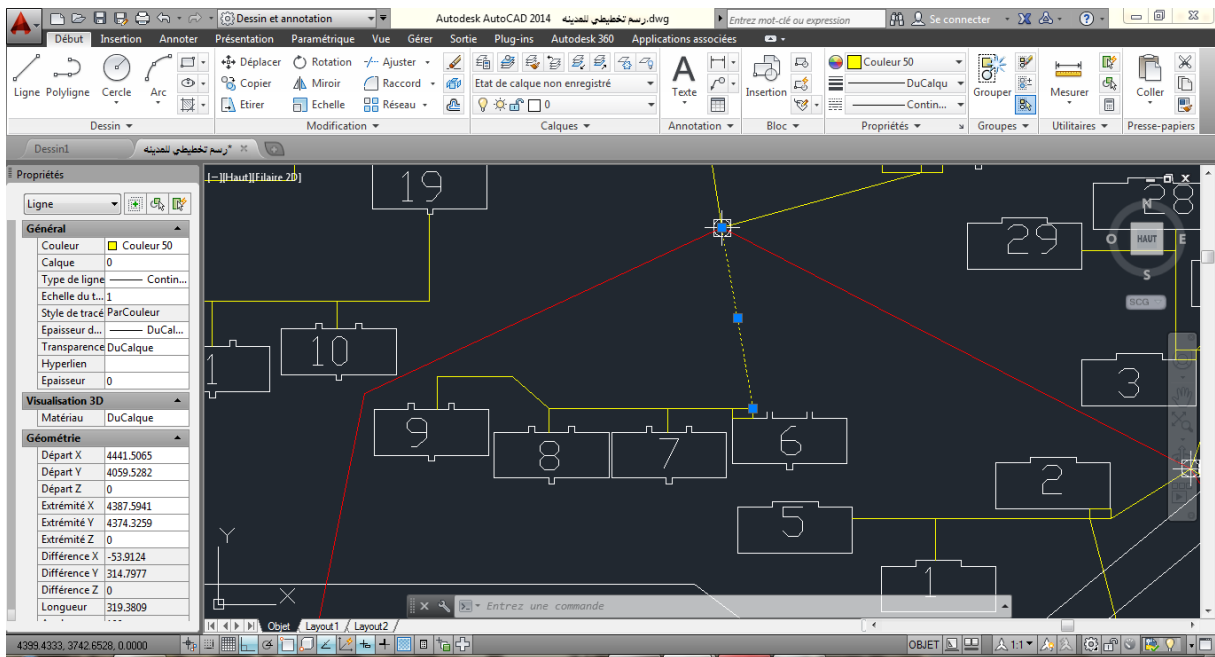 Dessin et annotation
Autodesk AutoCAD 2014 رسم تخطيطي للمدينه.dwg
Entrez mot-clé ou expression
Se connecter
Début Insertion Annoter Présentation Paramétrique Vue Gérer Sortie Plug-ins Autodesk 360 Applications associées
Ligne Polyligne Cercle Arc
Déplacer Rotation Ajuster
Copier Miroir Raccord
Etirer Echelle Réseau
Etat de calque non enregistré
0
Texte
Insertion
Couleur 50
DuCalqu
Contin...
Grouper
Mesurer
Coller
Dessin Modification Calques Annotation Bloc Propriétés Groupes Utilitaires Presse-papiers
Dessin1 رسم تخطيطي للمدينه*
Propriétés
Ligne
Général
Couleur Couleur 50
Calque 0
Type de ligne Contin...
Echelle du t... 1
Style de tracé ParCouleur
Epaisseur d... DuCal...
Transparence DuCalque
Hyperlien
Epaisseur 0
Visualisation 3D
Matériau DuCalque
Géométrie
Départ X 4441.5065
Départ Y 4059.5282
Départ Z 0
Extrémité X 4387.5941
Extrémité Y 4374.3259
Extrémité Z 0
Différence X -53.9124
Différence Y 314.7977
Différence Z 0
Longueur 319.3809
[−][Haut][Filaire 2D]
19
28
29
10
1
3
9
8
7
6
2
5
1
N
O HAUT E
S
SCG
Y
X
Entrez une commande
Objet Layout1 Layout2
4399.4333, 3742.6528, 0.0000
OBJET
1:1